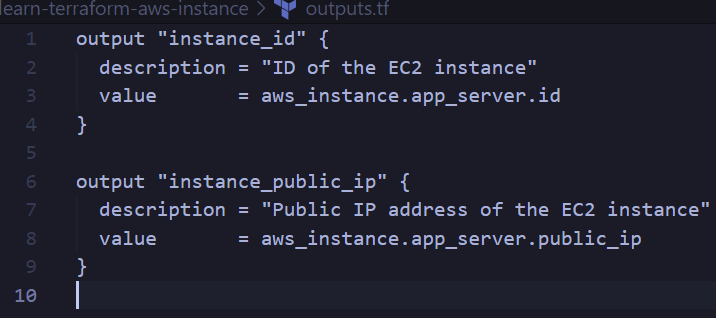 learn-terraform-aws-instance > outputs.tf
1 output "instance_id" {
2 description = "ID of the EC2 instance"
3 value = aws_instance.app_server.id
4 }
5
6 output "instance_public_ip" {
7 description = "Public IP address of the EC2 instance"
8 value = aws_instance.app_server.public_ip
9 }
10